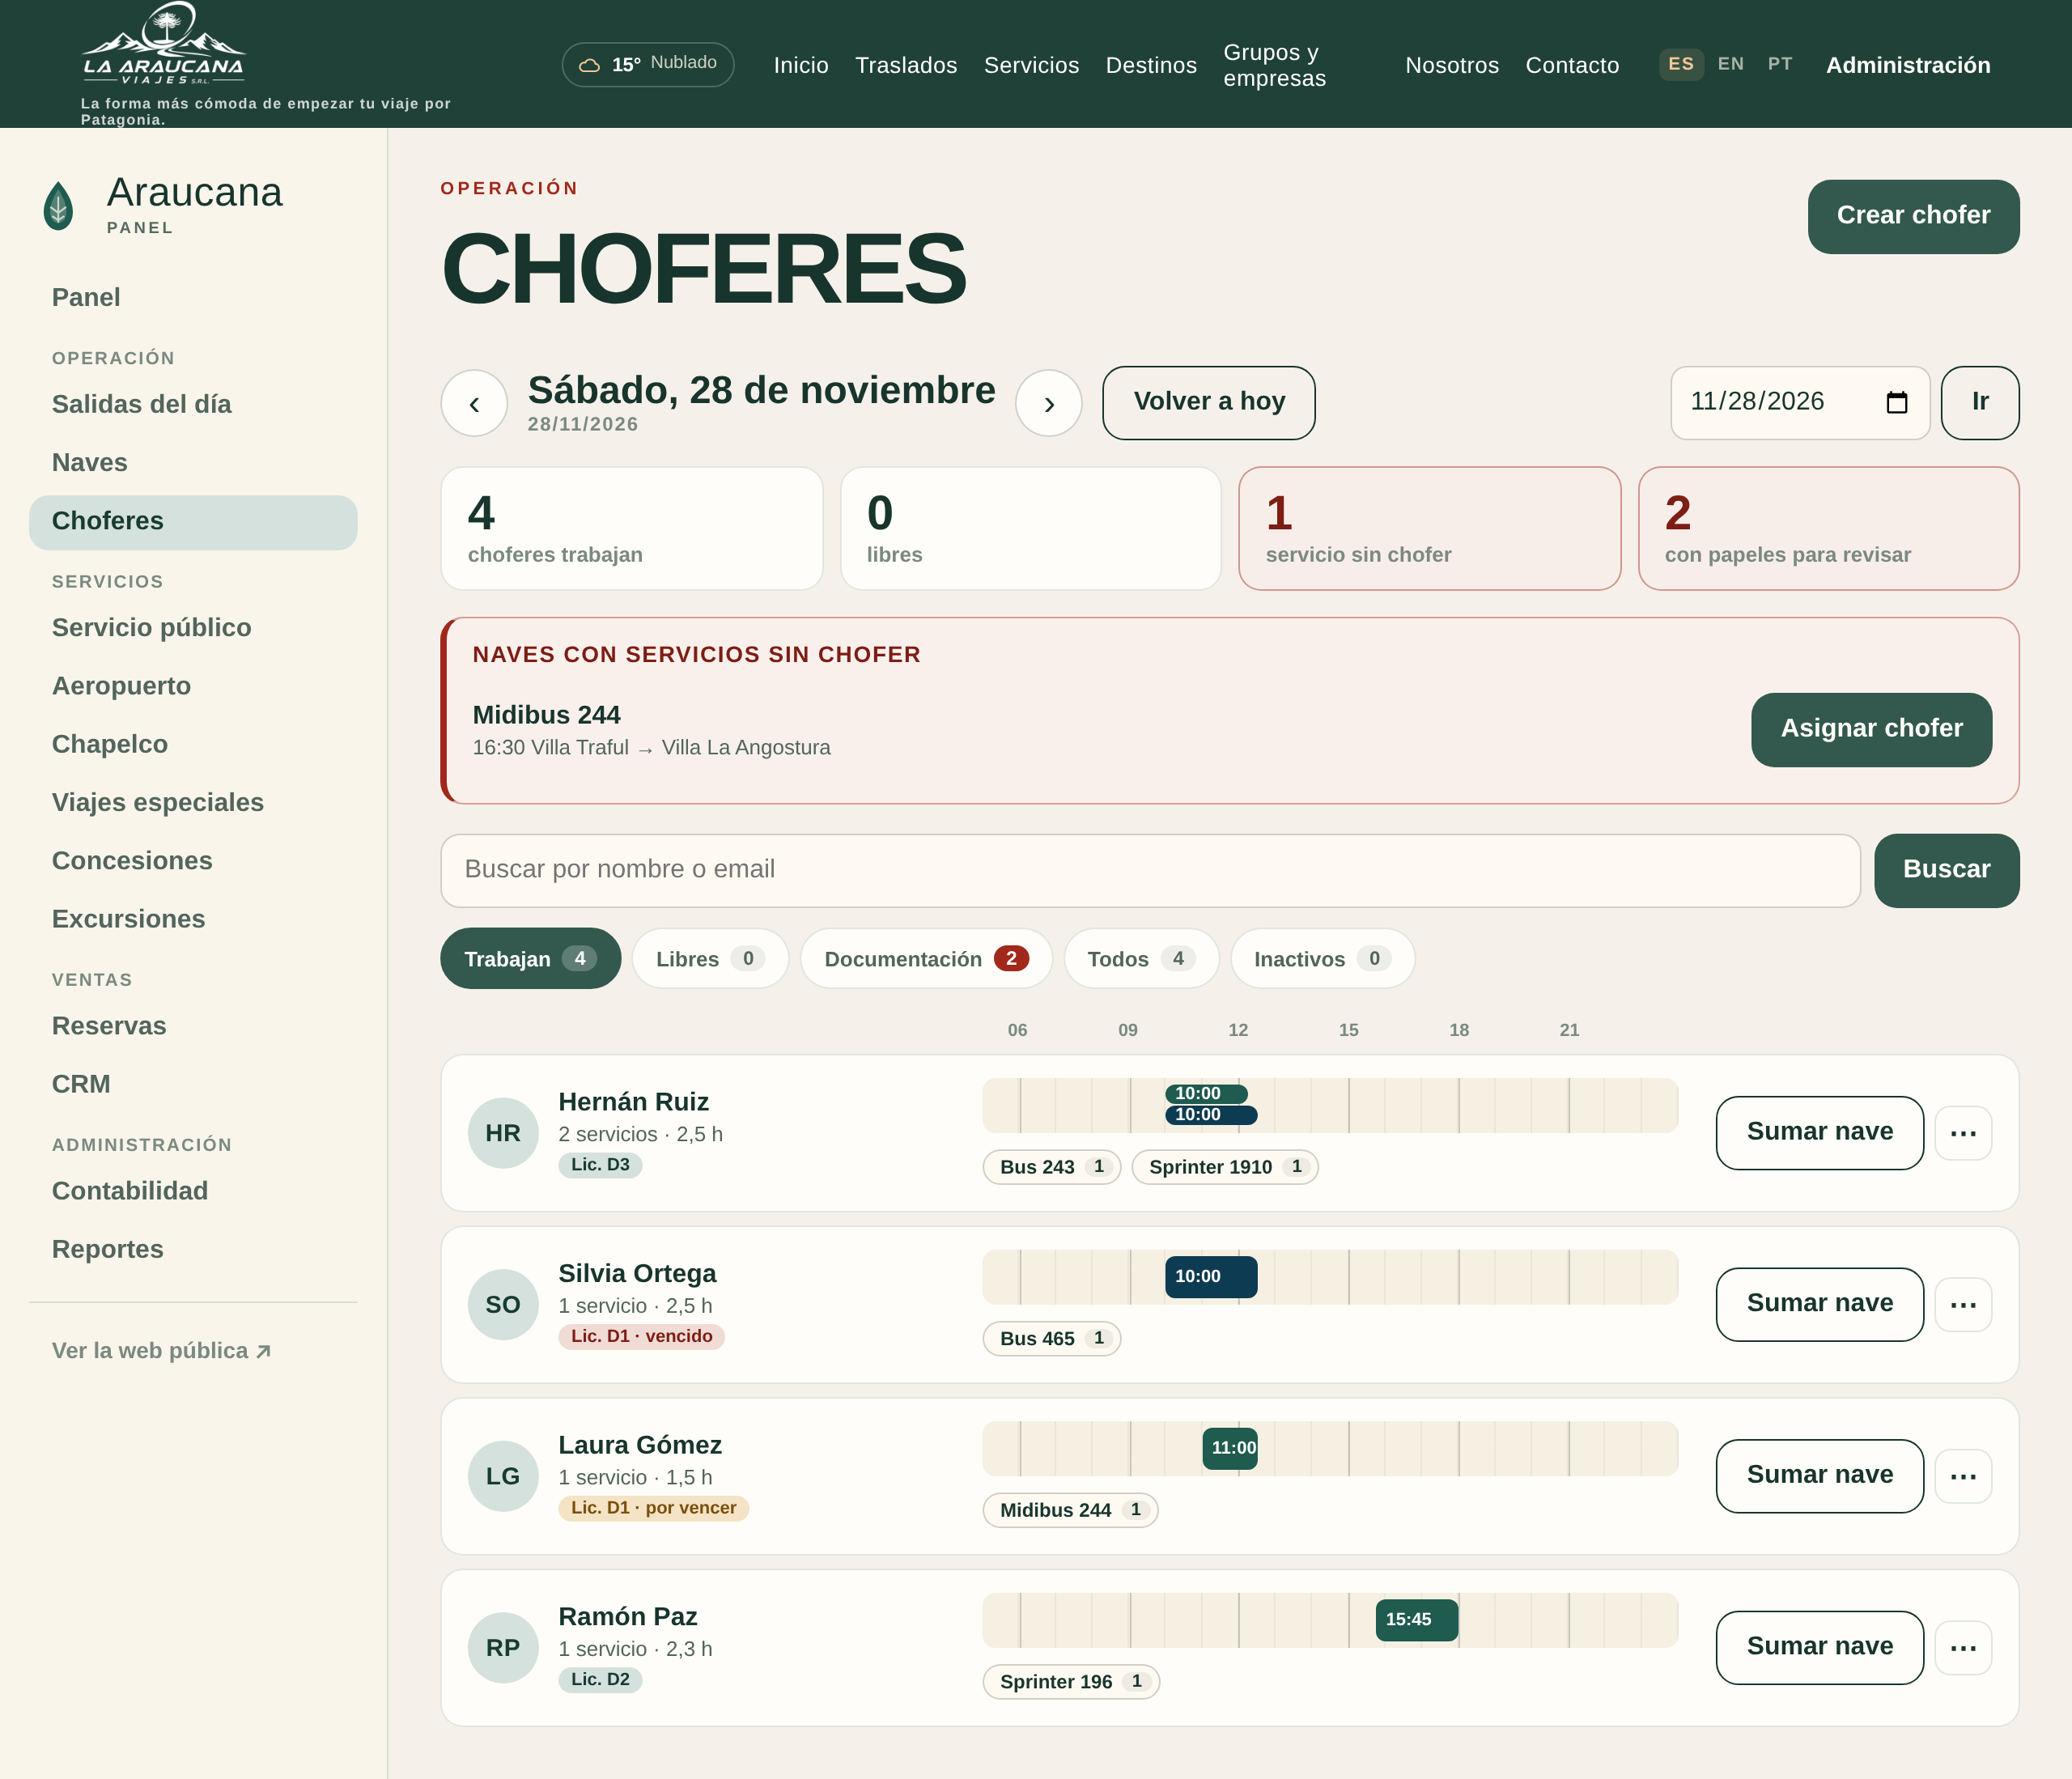 LA ARAUCANA
VIAJES S.R.L.
La forma más cómoda de empezar tu viaje por
Patagonia.
15° Nublado
Inicio
Traslados
Servicios
Destinos
Grupos y
empresas
Nosotros
Contacto
ES EN PT
Administración
Araucana
PANEL
Panel
OPERACIÓN
Salidas del día
Naves
Choferes
SERVICIOS
Servicio público
Aeropuerto
Chapelco
Viajes especiales
Concesiones
Excursiones
VENTAS
Reservas
CRM
ADMINISTRACIÓN
Contabilidad
Reportes
Ver la web pública ↗
OPERACIÓN
CHOFERES
Crear chofer
‹
Sábado, 28 de noviembre
28/11/2026
›
Volver a hoy
11/28/2026
Ir
4
choferes trabajan
0
libres
1
servicio sin chofer
2
con papeles para revisar
NAVES CON SERVICIOS SIN CHOFER
Midibus 244
16:30 Villa Traful → Villa La Angostura
Asignar chofer
Buscar por nombre o email
Buscar
Trabajan 4
Libres 0
Documentación 2
Todos 4
Inactivos 0
06 09 12 15 18 21
HR
Hernán Ruiz
2 servicios · 2,5 h
Lic. D3
10:00
10:00
Bus 243 1
Sprinter 1910 1
Sumar nave
⋯
SO
Silvia Ortega
1 servicio · 2,5 h
Lic. D1 · vencido
10:00
Bus 465 1
Sumar nave
⋯
LG
Laura Gómez
1 servicio · 1,5 h
Lic. D1 · por vencer
11:00
Midibus 244 1
Sumar nave
⋯
RP
Ramón Paz
1 servicio · 2,3 h
Lic. D2
15:45
Sprinter 196 1
Sumar nave
⋯